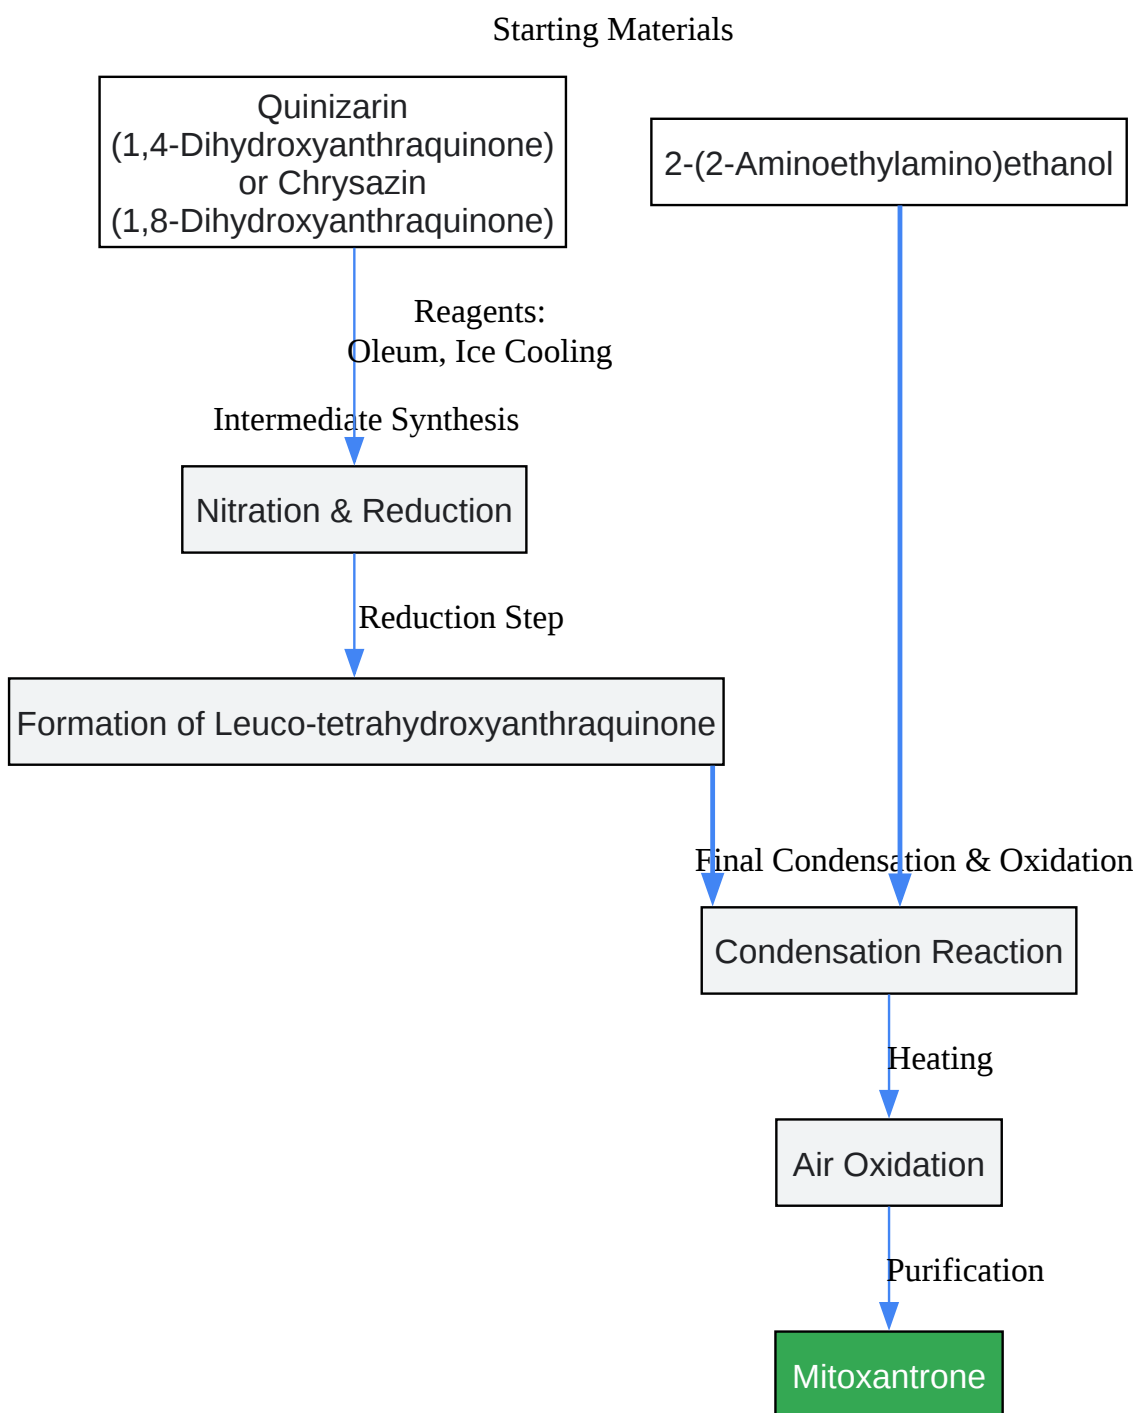 Starting Materials
Quinizarin
(1,4-Dihydroxyanthraquinone)
or Chrysazin
(1,8-Dihydroxyanthraquinone)
2-(2-Aminoethylamino)ethanol
Reagents:
Oleum, Ice Cooling
Intermediate Synthesis
Nitration & Reduction
Reduction Step
Formation of Leuco-tetrahydroxyanthraquinone
Final Condensation & Oxidation
Condensation Reaction
Heating
Air Oxidation
Purification
Mitoxantrone